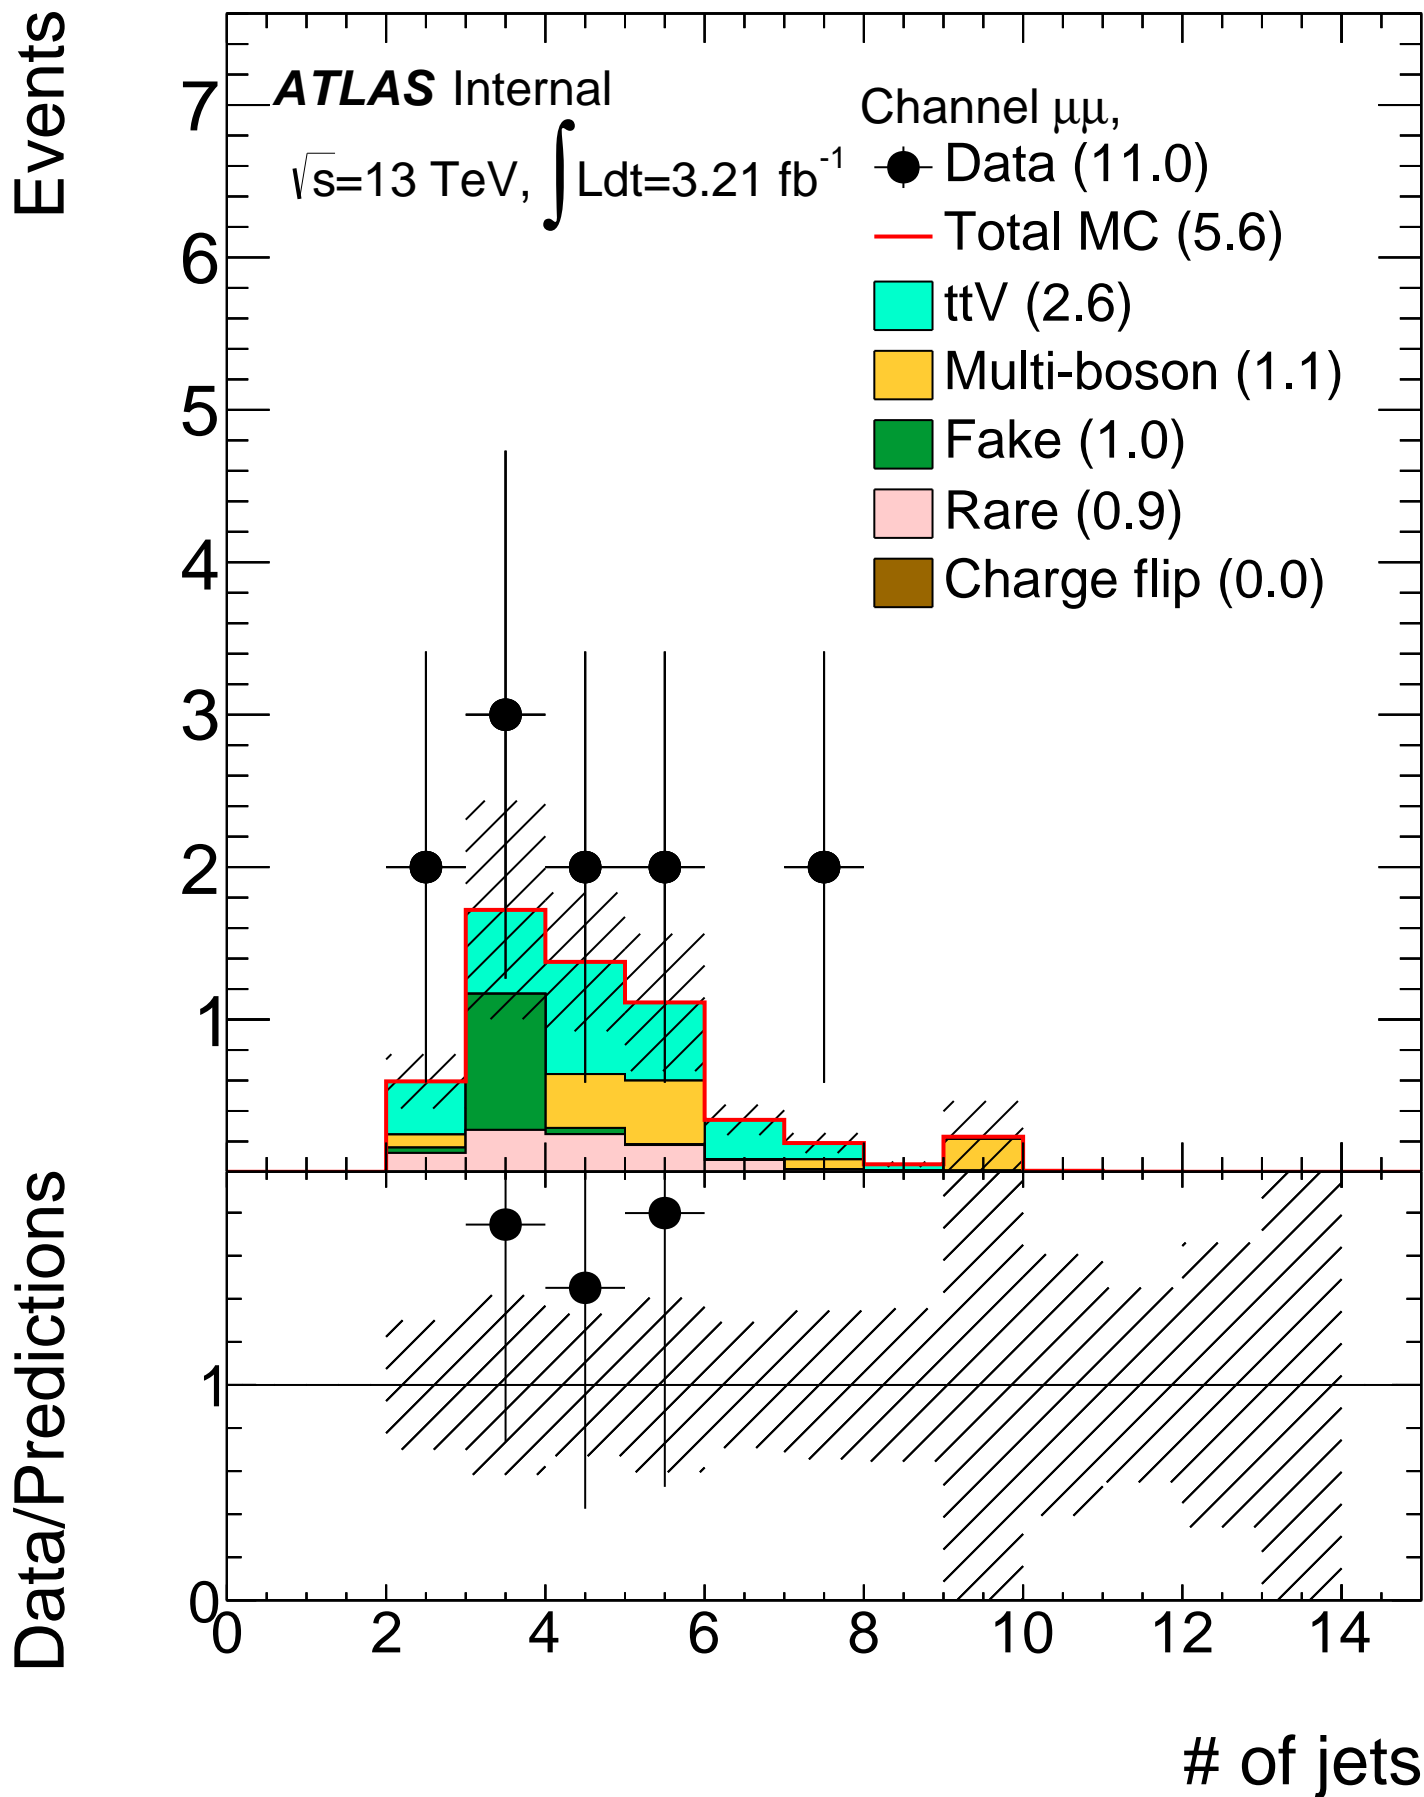 Events
7
6
5
4
3
2
1
ATLAS Internal
√s=13 TeV, ∫Ldt=3.21 fb⁻¹
Channel μμ,
Data (11.0)
Total MC (5.6)
ttV (2.6)
Multi-boson (1.1)
Fake (1.0)
Rare (0.9)
Charge flip (0.0)
Data/Predictions
1
0
0 2 4 6 8 10 12 14
# of jets